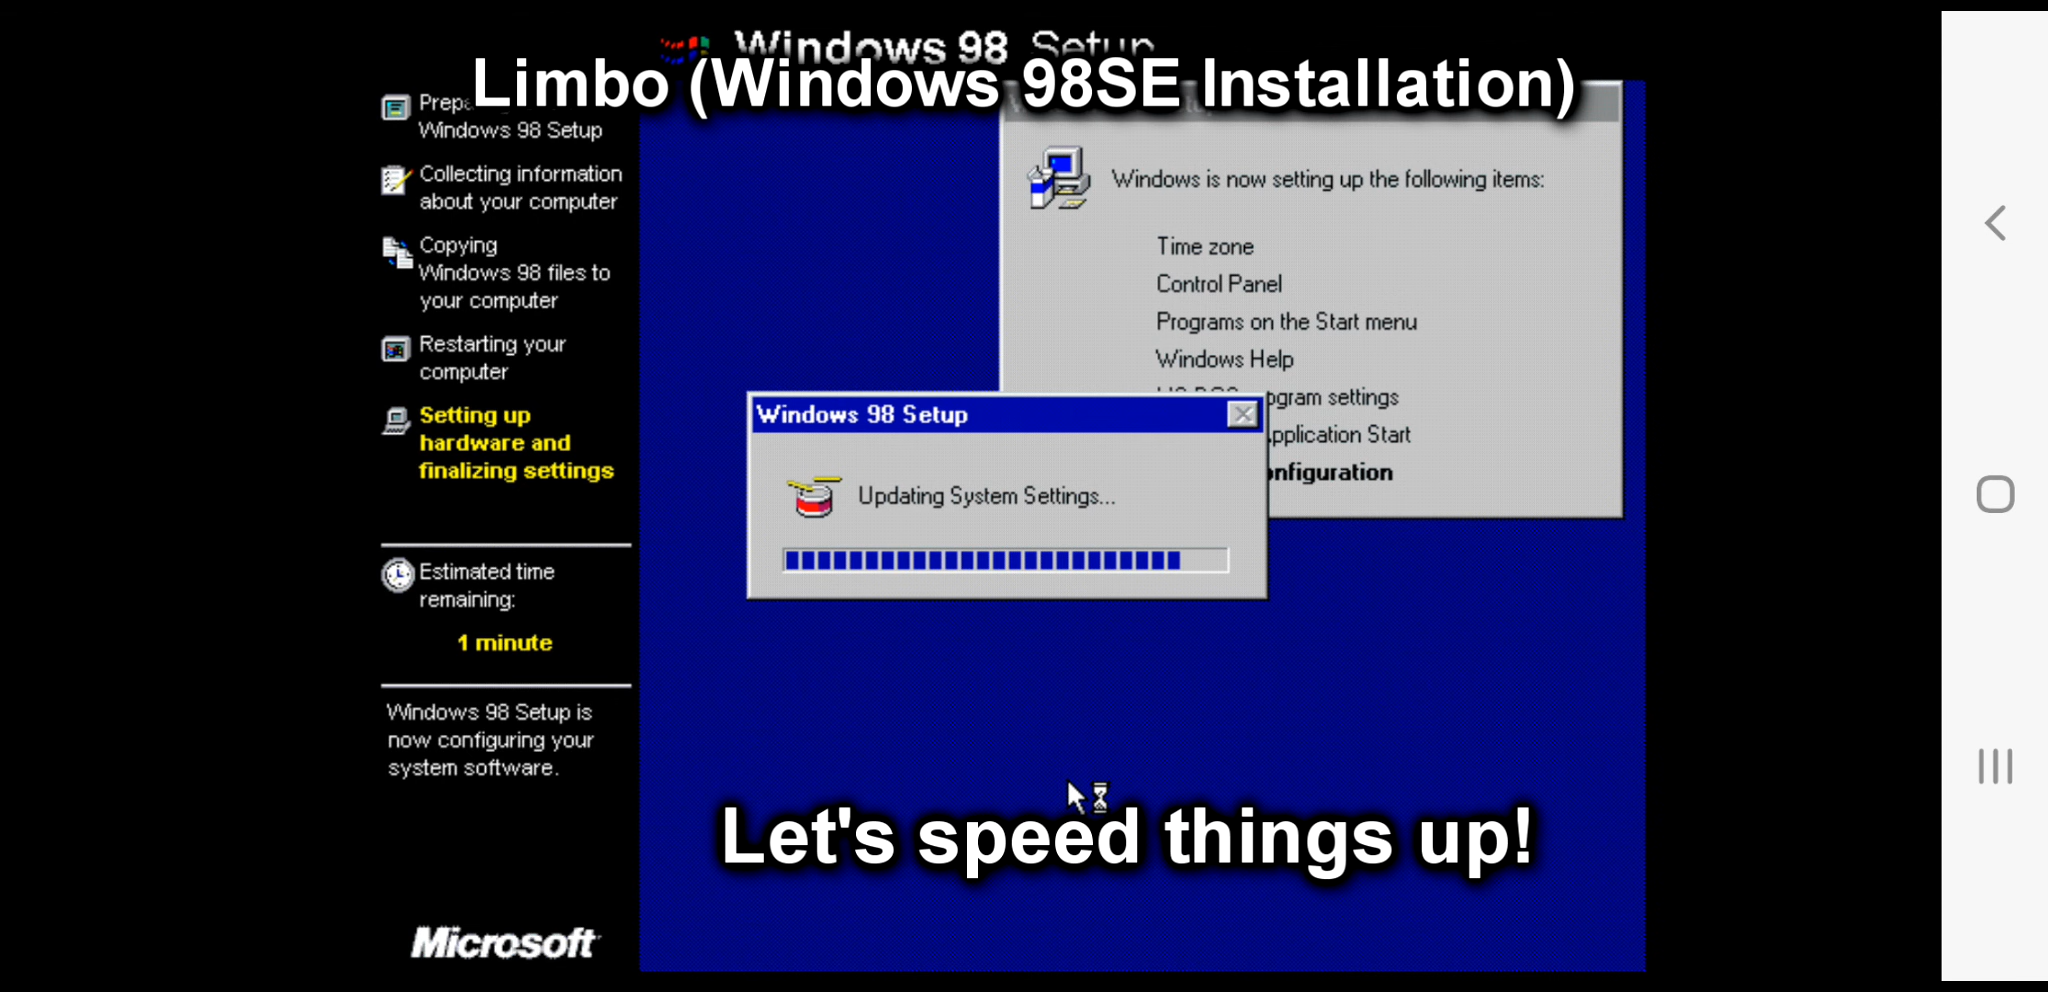 Windows 98 Setup
Limbo (Windows 98SE Installation)
Windows 98 Setup
Collecting information
about your computer
Copying
Windows 98 files to
your computer
Restarting your
computer
Setting up
hardware and
finalizing settings
Estimated time
remaining:
1 minute
Windows 98 Setup is
now configuring your
system software.
Microsoft
Windows is now setting up the following items:
Time zone
Control Panel
Programs on the Start menu
Windows Help
settings
Start
Windows 98 Setup
Updating System Settings...
Let's speed things up!